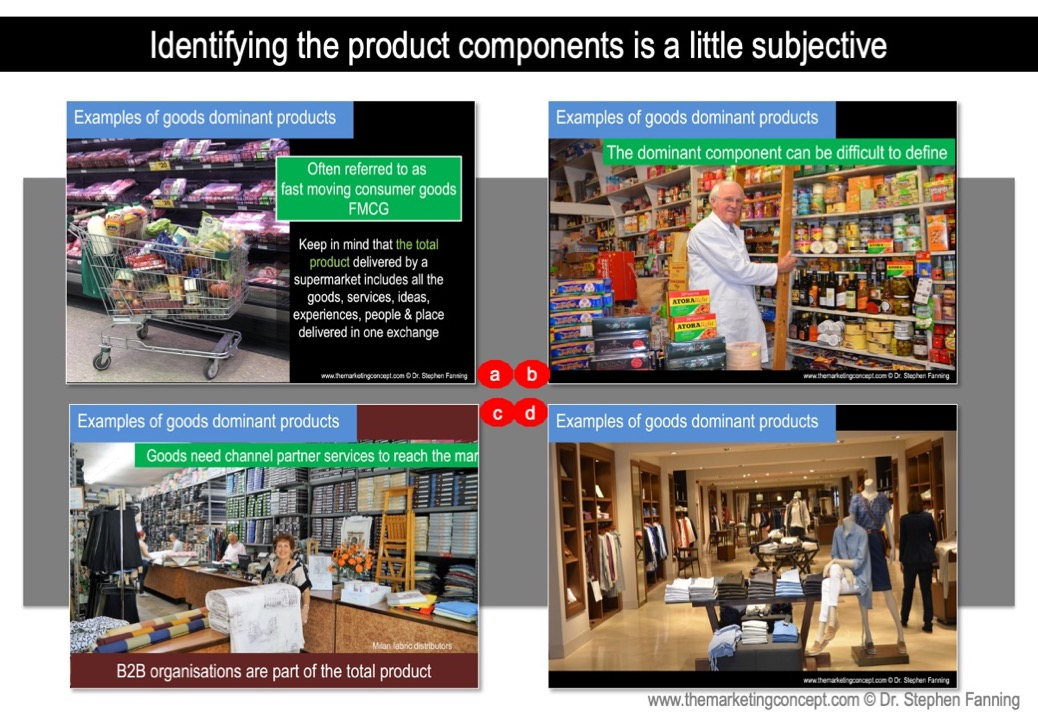 Identifying the product components is a little subjective
Examples of goods dominant products
Often referred to as
fast moving consumer goods
FMCG
Keep in mind that the total
product delivered by a
supermarket includes all the
goods, services, ideas,
experiences, people & place
delivered in one exchange
www.themarketingconcept.com © Dr. Stephen Fanning
a
Examples of goods dominant products
The dominant component can be difficult to define
ATORA light
ATORA light
www.themarketingconcept.com © Dr. Stephen Fanning
b
c
Examples of goods dominant products
Goods need channel partner services to reach the mar
Milan fabric distributors
B2B organisations are part of the total product
d
Examples of goods dominant products
www.themarketingconcept.com © Dr. Stephen Fanning
www.themarketingconcept.com © Dr. Stephen Fanning